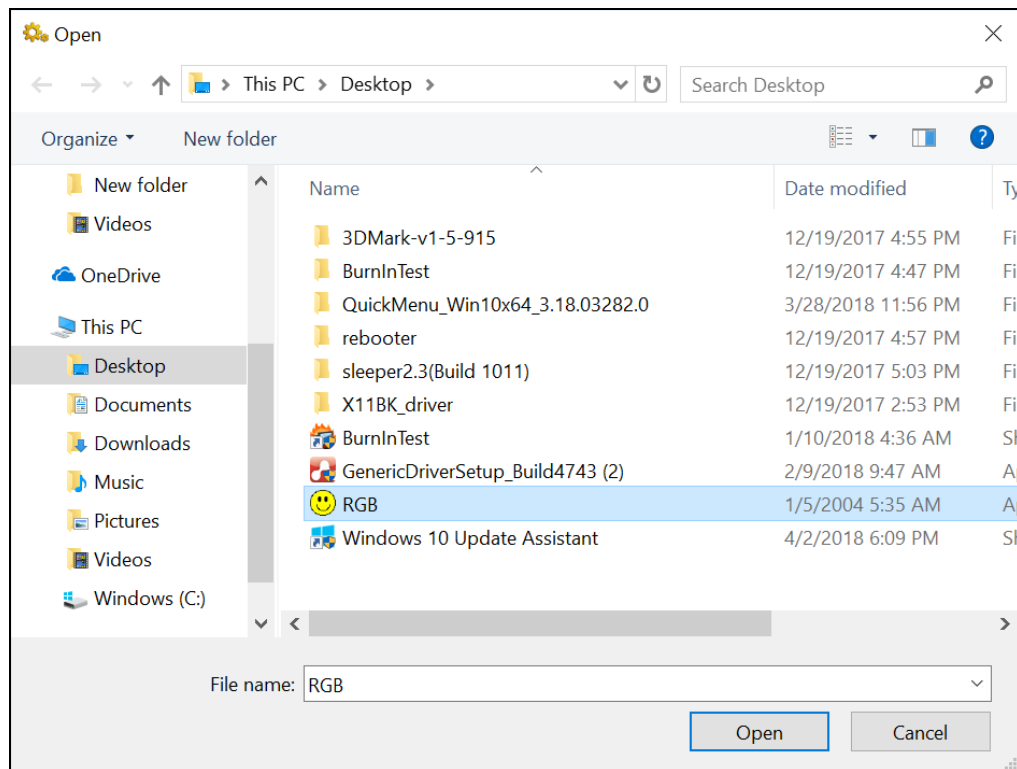 Open
This PC > Desktop >
Search Desktop
Organize
New folder
?
New folder
Videos
OneDrive
This PC
Desktop
Documents
Downloads
Music
Pictures
Videos
Windows (C:)
Name Date modified Ty
3DMark-v1-5-915 12/19/2017 4:55 PM Fi
BurnInTest 12/19/2017 4:47 PM Fi
QuickMenu_Win10x64_3.18.03282.0 3/28/2018 11:56 PM Fi
rebooter 12/19/2017 4:57 PM Fi
sleeper2.3(Build 1011) 12/19/2017 5:03 PM Fi
X11BK_driver 12/19/2017 2:53 PM Fi
BurnInTest 1/10/2018 4:36 AM Sh
GenericDriverSetup_Build4743 (2) 2/9/2018 9:47 AM A
RGB 1/5/2004 5:35 AM A
Windows 10 Update Assistant 4/2/2018 6:09 PM Sh
File name: RGB
Open
Cancel